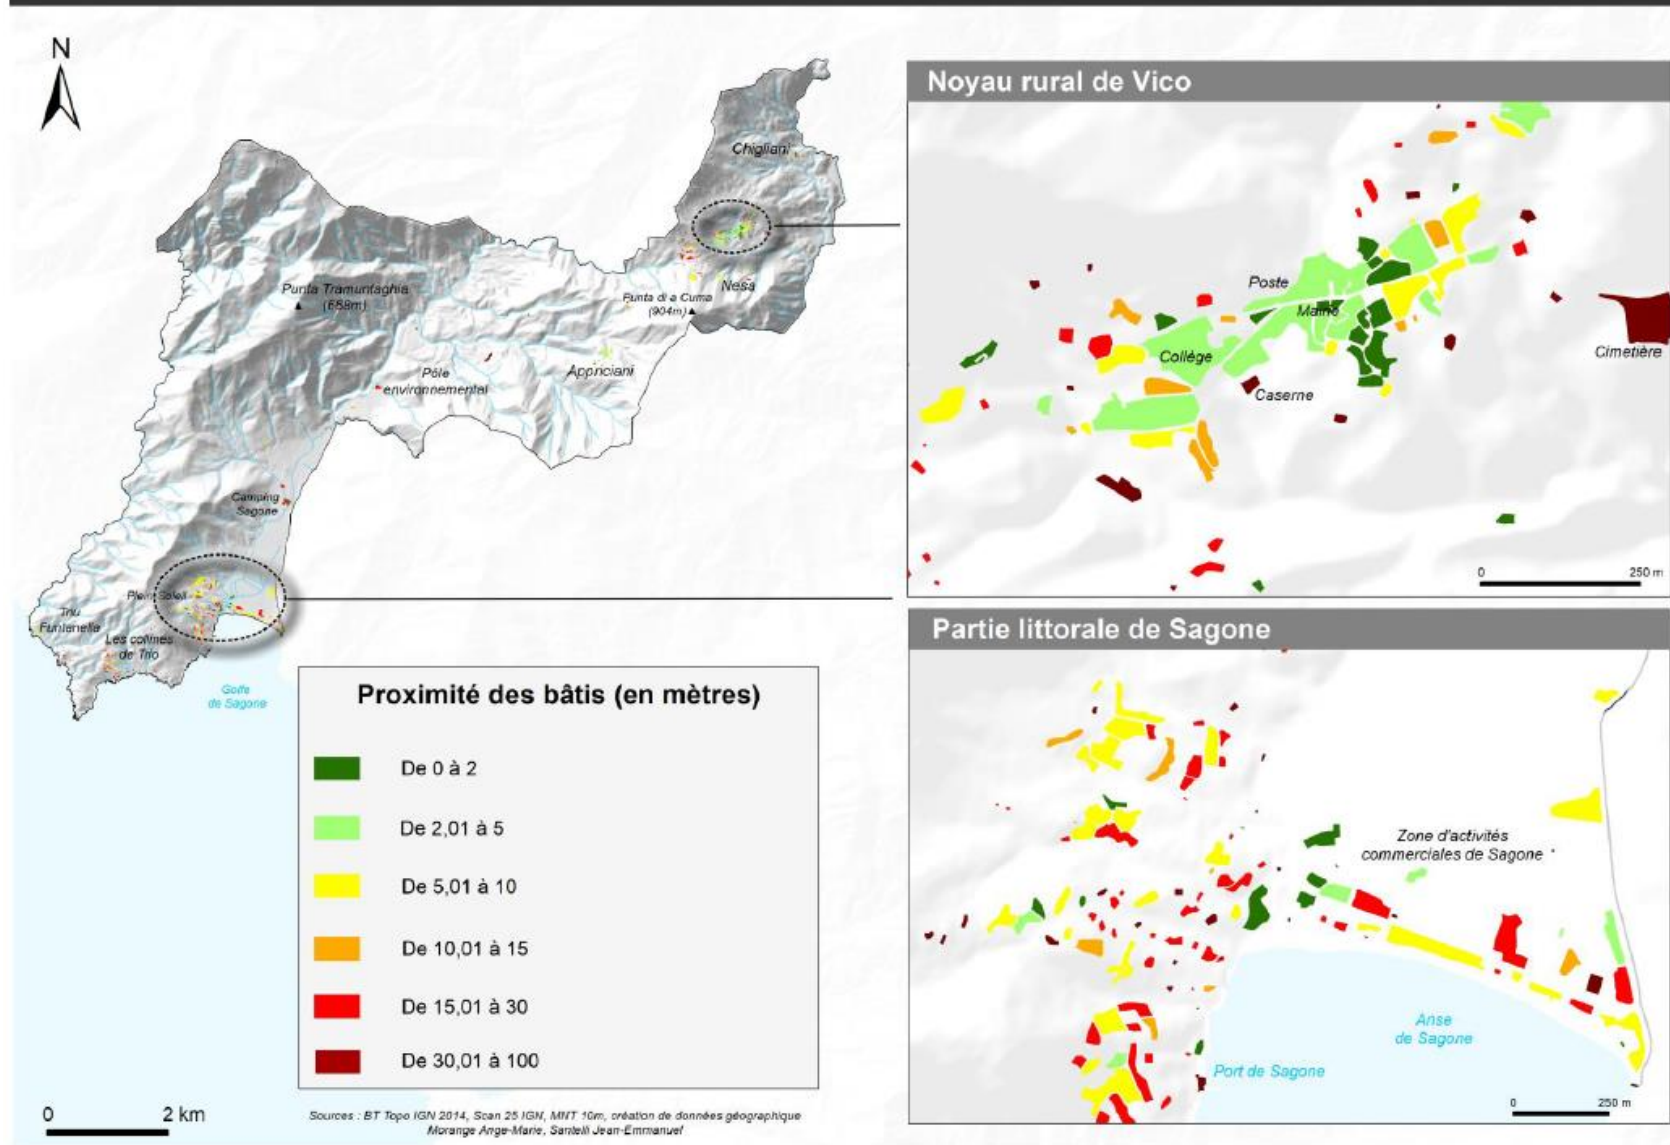 N
Chigliani
Punta Tramuntaghia
(658m)
Nesa
Punta di a Cuma
(904m)
Pôle
environnemental
Appriciani
Camping
Sagone
Plein Soleil
Triu
Funtanella
Les collines
de Trio
Golfe
de Sagone
Proximité des bâtis (en mètres)
De 0 à 2
De 2,01 à 5
De 5,01 à 10
De 10,01 à 15
De 15,01 à 30
De 30,01 à 100
0 2 km
Sources : BT Topo IGN 2014, Scan 25 IGN, MNT 10m, création de données géographique
Morange Ange-Marie, Santelli Jean-Emmanuel
Noyau rural de Vico
Poste
Mairie
Collège
Caserne
Cimetière
0 250 m
Partie littorale de Sagone
Zone d'activités
commerciales de Sagone
Anse
de Sagone
Port de Sagone
0 250 m